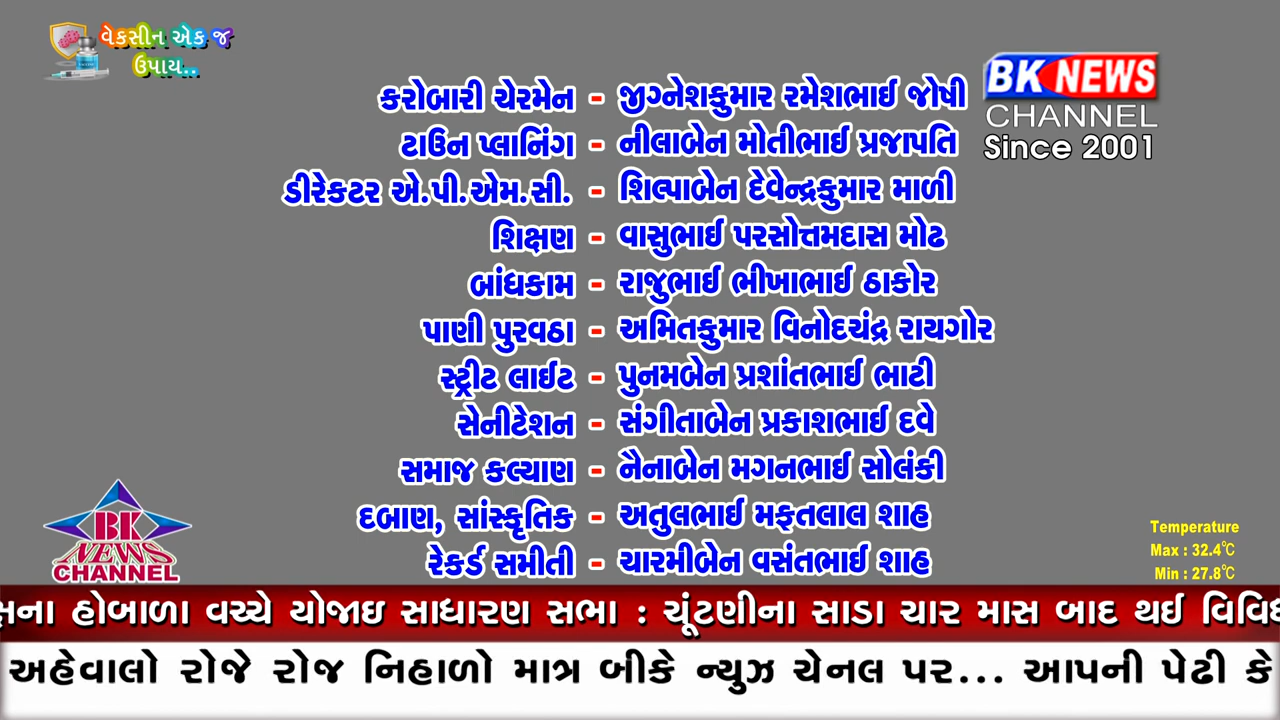 વેકસીન એક જ
ઉપાય..
BK NEWS
CHANNEL
Since 2001
કારોબારી ચેરમેન - જીગ્નેશકુમાર રમેશભાઈ જોષી
ટાઉન પ્લાનિંગ - નીલાબેન મોતીભાઈ પ્રજાપતિ
ડીરેકટર એ.પી.એમ.સી. - શિલ્પાબેન દેવેન્દ્રકુમાર માળી
શિક્ષણ - વાસુભાઈ પરસોત્તમદાસ મોઢ
બાંધકામ - રાજુભાઈ ભીખાભાઈ ઠાકોર
પાણી પુરવઠા - અમિતકુમાર વિનોદચંદ્ર રાયગોર
સ્ટ્રીટ લાઈટ - પુનમબેન પ્રશાંતભાઈ ભાટી
સેનીટેશન - સંગીતાબેન પ્રકાશભાઈ દવે
સમાજ કલ્યાણ - નૈનાબેન મગનભાઈ સોલંકી
દબાણ, સાંસ્કૃતિક - અતુલભાઈ મફતલાલ શાહ
રેકર્ડ સમીતી - ચારમીબેન વસંતભાઈ શાહ
BK
NEWS
CHANNEL
Temperature
Max : 32.4℃
Min : 27.8℃
હોબાળા વચ્ચે યોજાઇ સાધારણ સભા : ચૂંટણીના સાડા ચાર માસ બાદ થઈ
અહેવાલો રોજે રોજ નિહાળો માત્ર બીકે ન્યુઝ ચેનલ પર... આપની પેઢી કે